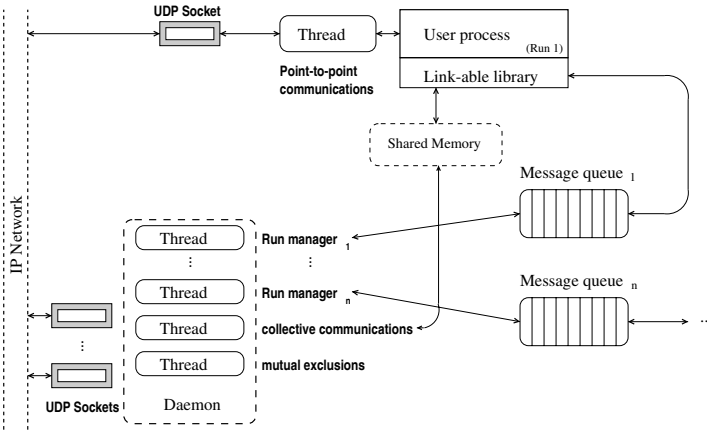 UDP Socket
Thread
User process
(Run 1)
Point-to-point
communications
Link-able library
Shared Memory
Message queue 1
IP Network
Thread
Run manager 1
...
...
Message queue n
Thread
Run manager n
Thread
collective communications
...
...
Thread
mutual exclusions
UDP Sockets
Daemon